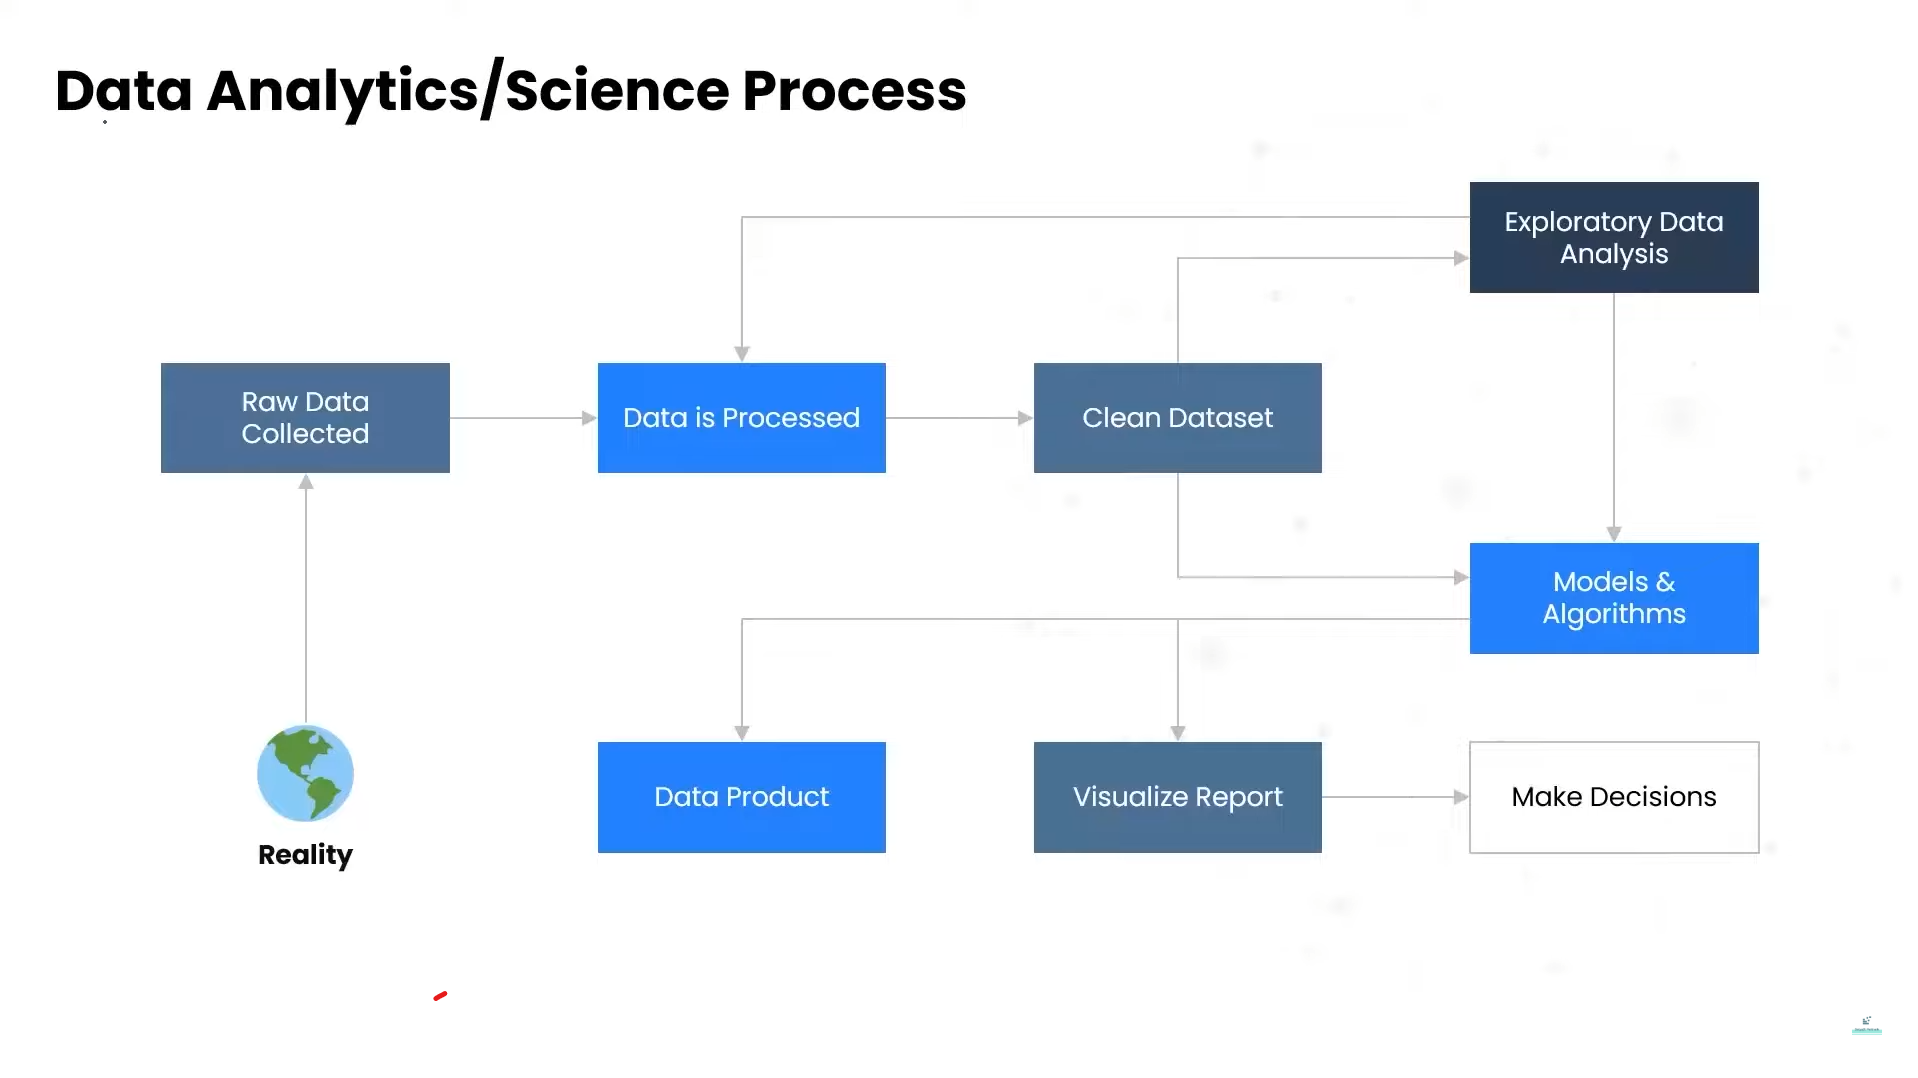 Data Analytics/Science Process
Exploratory Data
Analysis
Raw Data
Collected
Data is Processed
Clean Dataset
Models &
Algorithms
Data Product
Visualize Report
Make Decisions
Reality